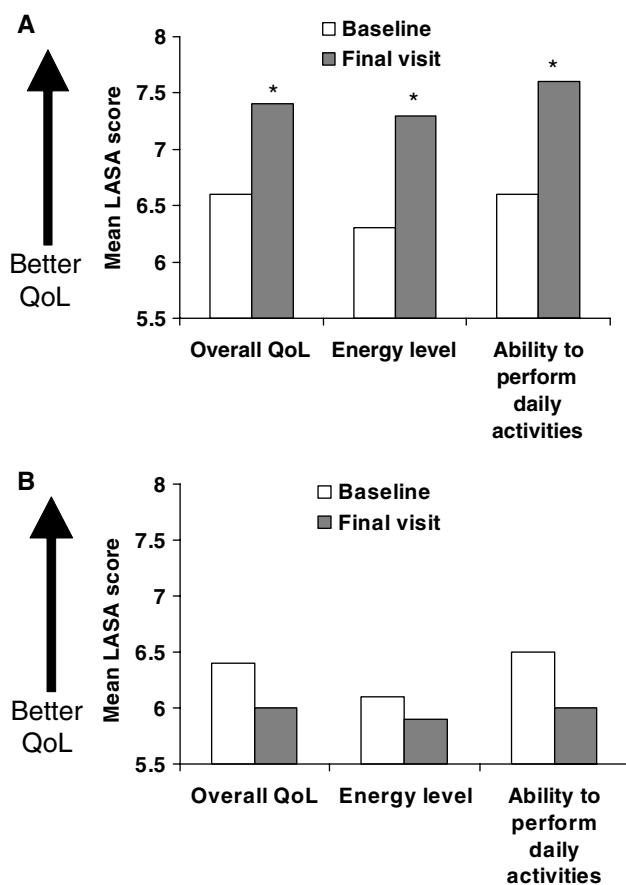 A
Better
QoL
Mean LASA score
8
7.5
7
6.5
6
5.5
Baseline
Final visit
*
*
*
Overall QoL
Energy level
Ability to
perform
daily
activities
B
Better
QoL
Mean LASA score
8
7.5
7
6.5
6
5.5
Baseline
Final visit
Overall QoL
Energy level
Ability to
perform
daily
activities